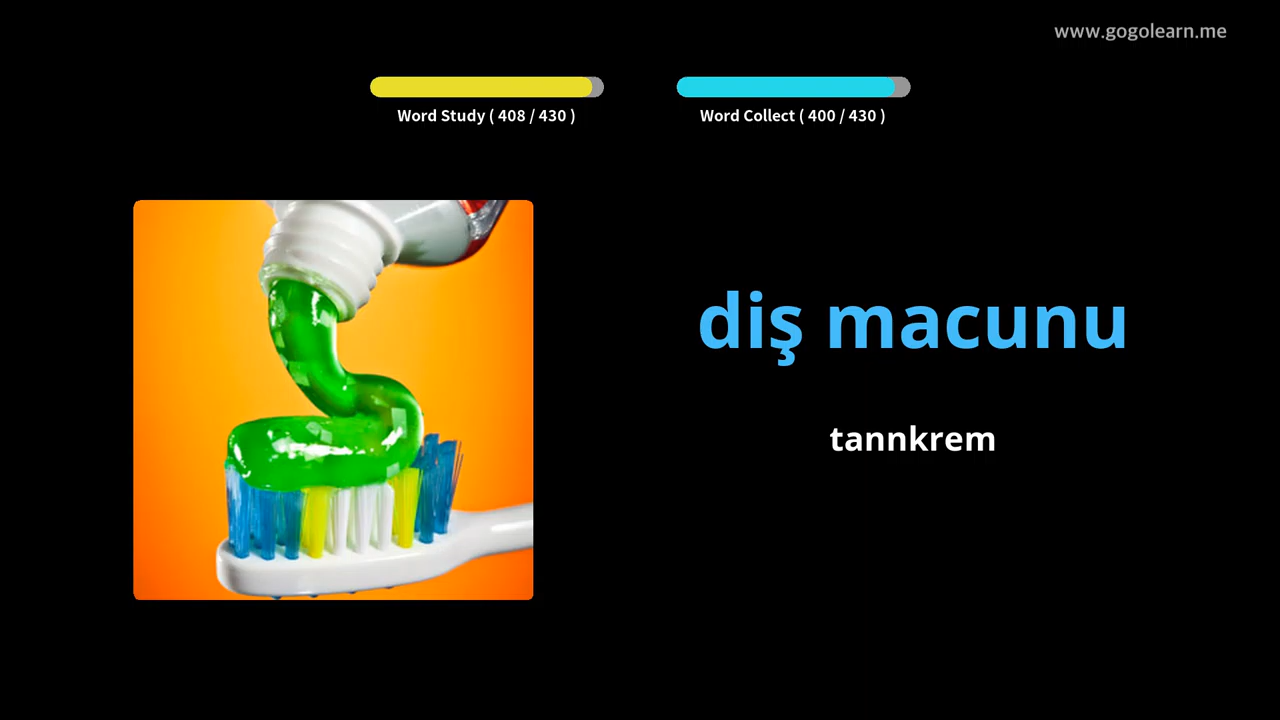 www.gogolearn.me
Word Study ( 408 / 430 )
Word Collect ( 400 / 430 )
diş macunu
tannkrem